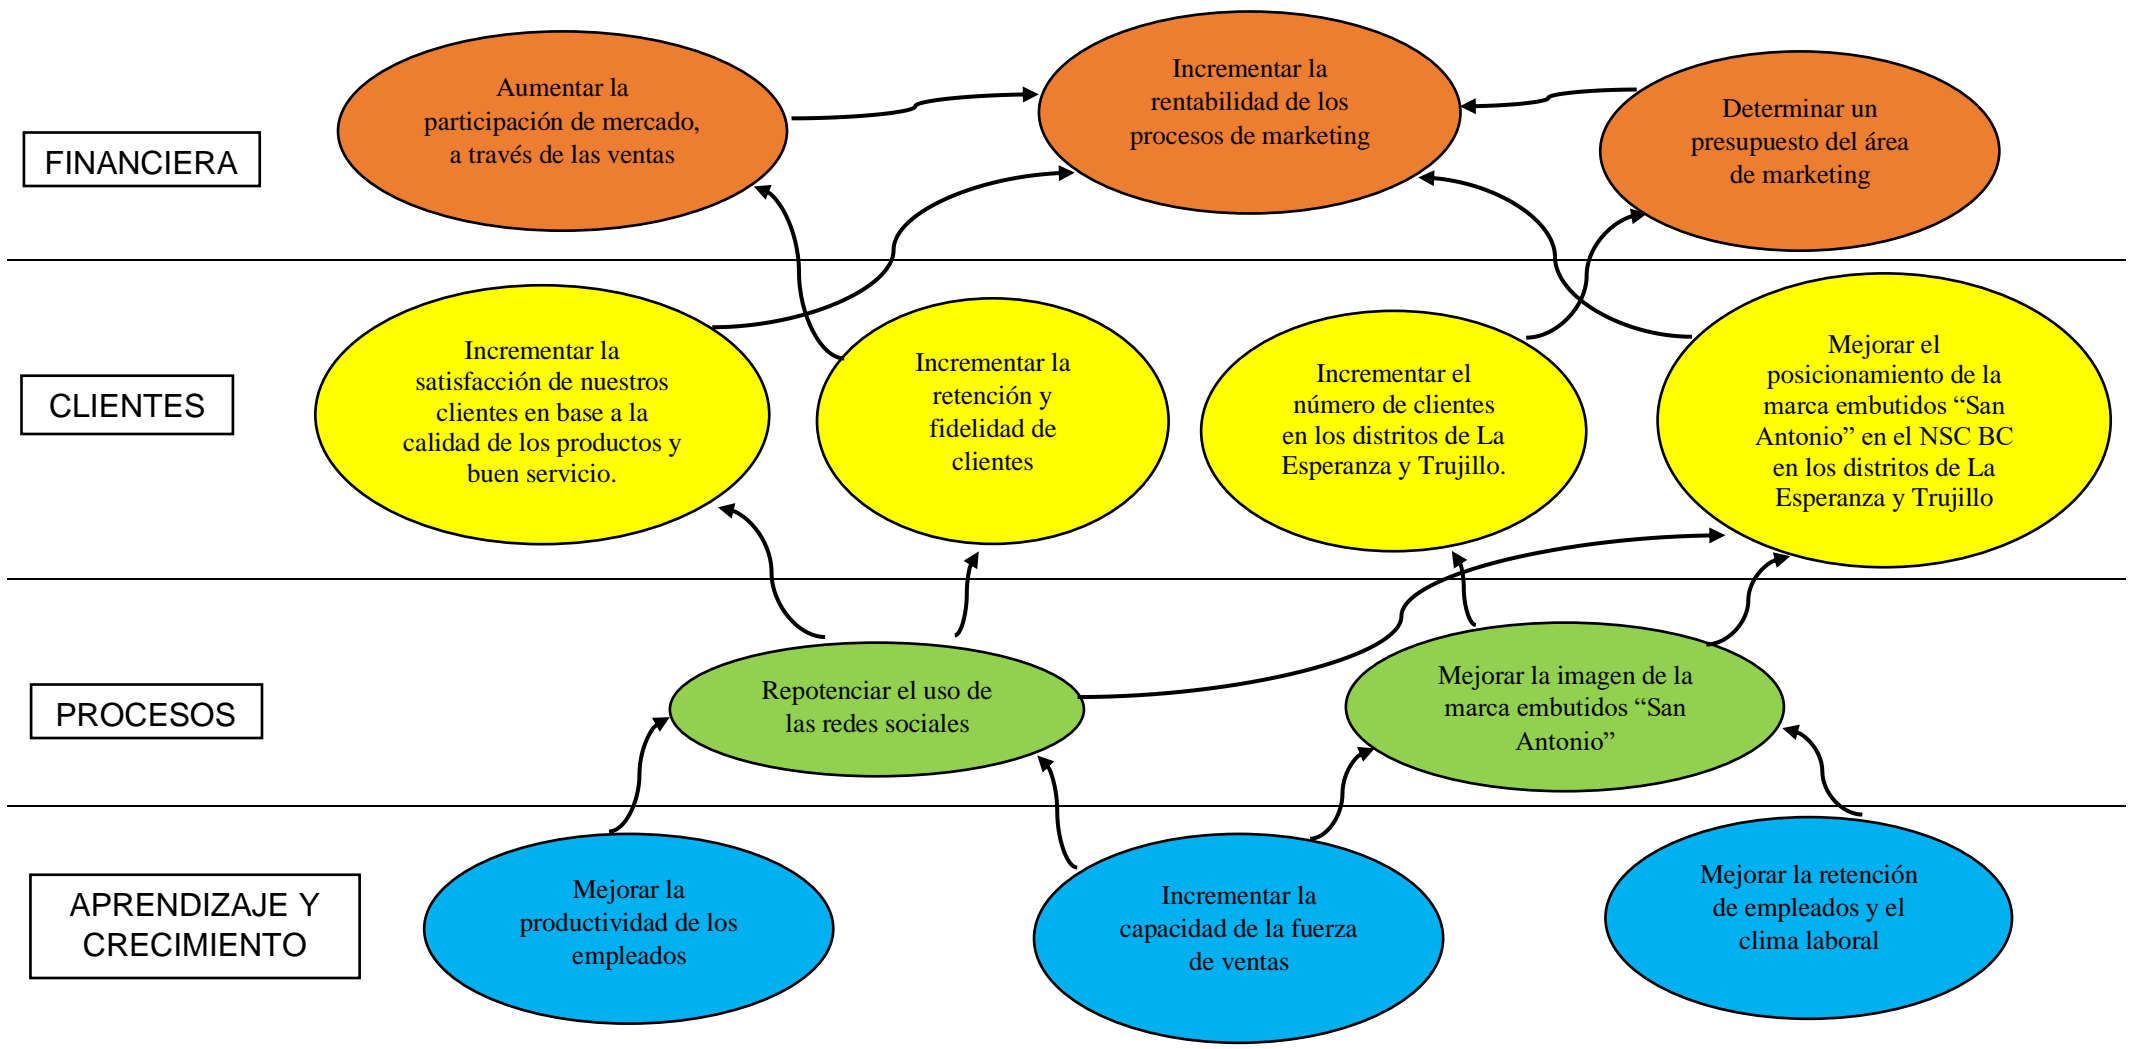 FINANCIERA
Aumentar la
participación de mercado,
a través de las ventas
Incrementar la
rentabilidad de los
procesos de marketing
Determinar un
presupuesto del área
de marketing
CLIENTES
Incrementar la
satisfacción de nuestros
clientes en base a la
calidad de los productos y
buen servicio.
Incrementar la
retención y
fidelidad de
clientes
Incrementar el
número de clientes
en los distritos de La
Esperanza y Trujillo.
Mejorar el
posicionamiento de la
marca embutidos “San
Antonio” en el NSC BC
en los distritos de La
Esperanza y Trujillo
PROCESOS
Repotenciar el uso de
las redes sociales
Mejorar la imagen de la
marca embutidos “San
Antonio”
APRENDIZAJE Y
CRECIMIENTO
Mejorar la
productividad de los
empleados
Incrementar la
capacidad de la fuerza
de ventas
Mejorar la retención
de empleados y el
clima laboral